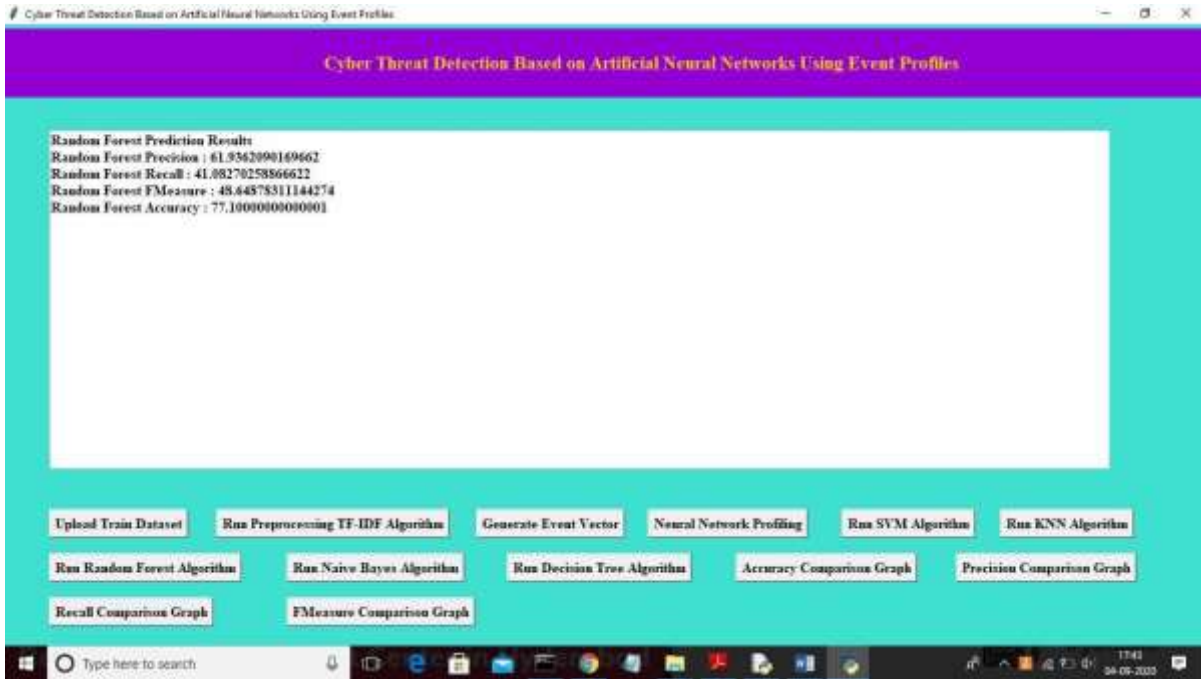 Cyber Threat Detection Based on Artificial Neural Networks Using Event Profiles
Cyber Threat Detection Based on Artificial Neural Networks Using Event Profiles
Random Forest Prediction Results
Random Forest Precision : 61.9362090169662
Random Forest Recall : 41.08270258866622
Random Forest FMeasure : 48.64878311144274
Random Forest Accuracy : 77.10000000000001
Upload Train Dataset
Run Preprocessing TF-IDF Algorithm
Generate Event Vector
Neural Network Profiling
Run SVM Algorithm
Run KNN Algorithm
Run Random Forest Algorithm
Run Naive Bayes Algorithm
Run Decision Tree Algorithm
Accuracy Comparison Graph
Precision Comparison Graph
Recall Comparison Graph
FMeasure Comparison Graph
Type here to search
17:43
04-09-2020